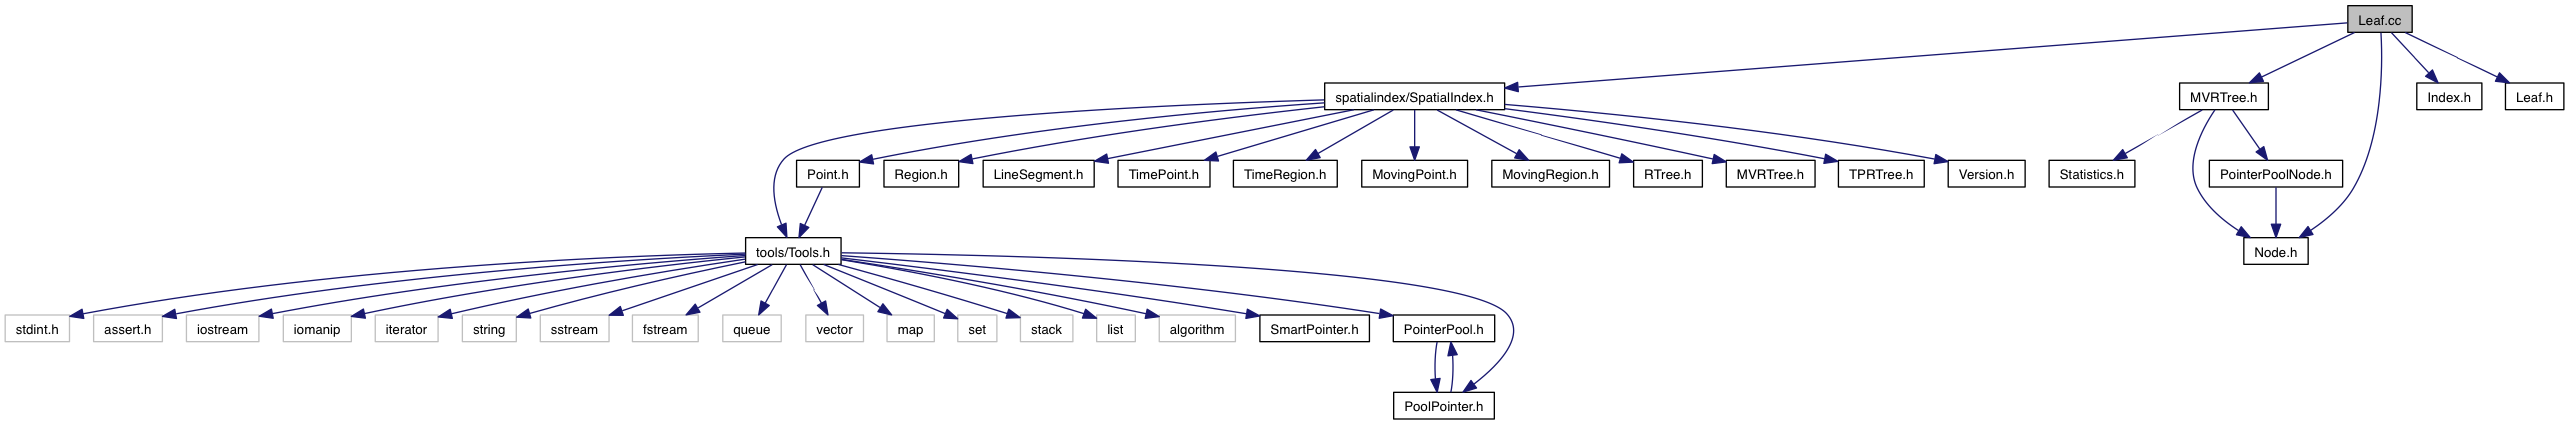 Leaf.cc
spatialindex/SpatialIndex.h
MVRTree.h
Index.h
Leaf.h
Point.h
Region.h
LineSegment.h
TimePoint.h
TimeRegion.h
MovingPoint.h
MovingRegion.h
RTree.h
MVRTree.h
TPRTree.h
Version.h
Statistics.h
PointerPoolNode.h
tools/Tools.h
Node.h
stdint.h
assert.h
iostream
iomanip
iterator
string
sstream
fstream
queue
vector
map
set
stack
list
algorithm
SmartPointer.h
PointerPool.h
PoolPointer.h